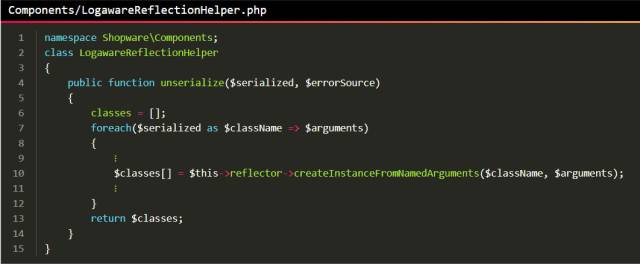 Components/LogawareReflectionHelper.php
1 namespace Shopware\Components;
2 class LogawareReflectionHelper
3 {
4 public function unserialize($serialized, $errorSource)
5 {
6 classes = [];
7 foreach($serialized as $className => $arguments)
8 {
9 ⋮
10 $classes[] = $this->reflector->createInstanceFromNamedArguments($className, $arguments);
11 ⋮
12 }
13 return $classes;
14 }
15 }